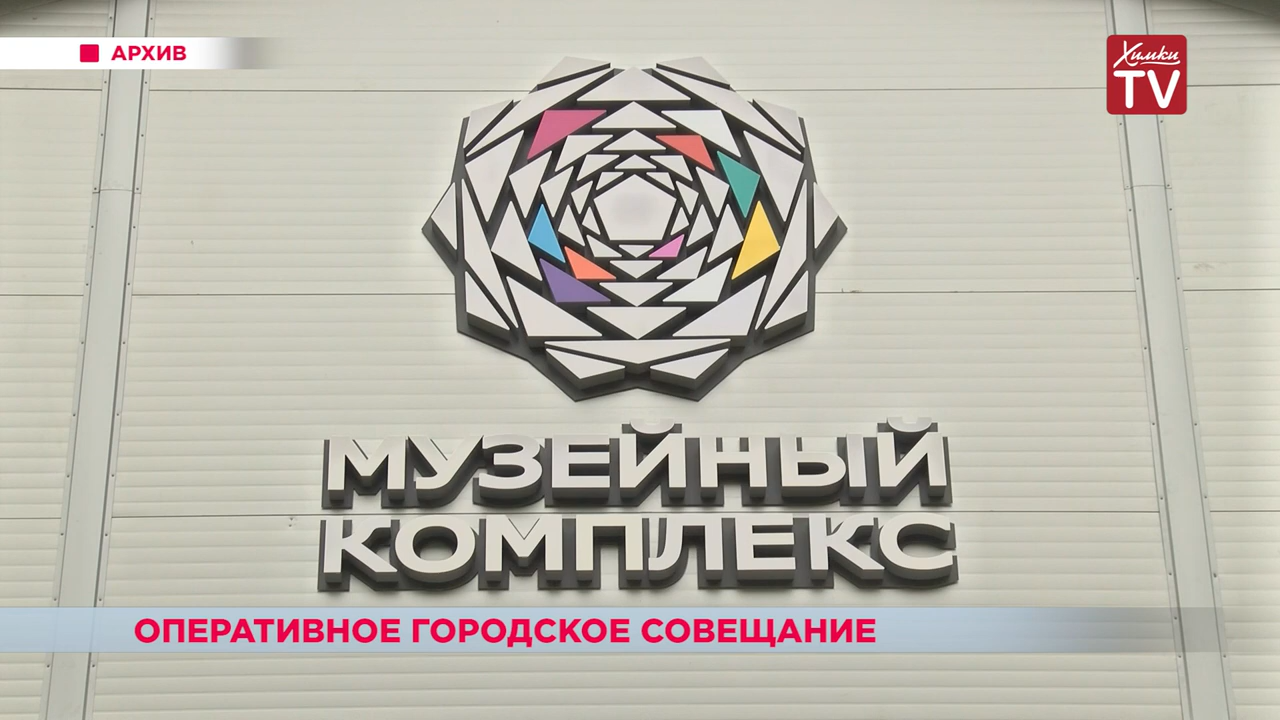 АРХИВ
Химки
TV
МУЗЕЙНЫЙ
КОМПЛЕКС
ОПЕРАТИВНОЕ ГОРОДСКОЕ СОВЕЩАНИЕ